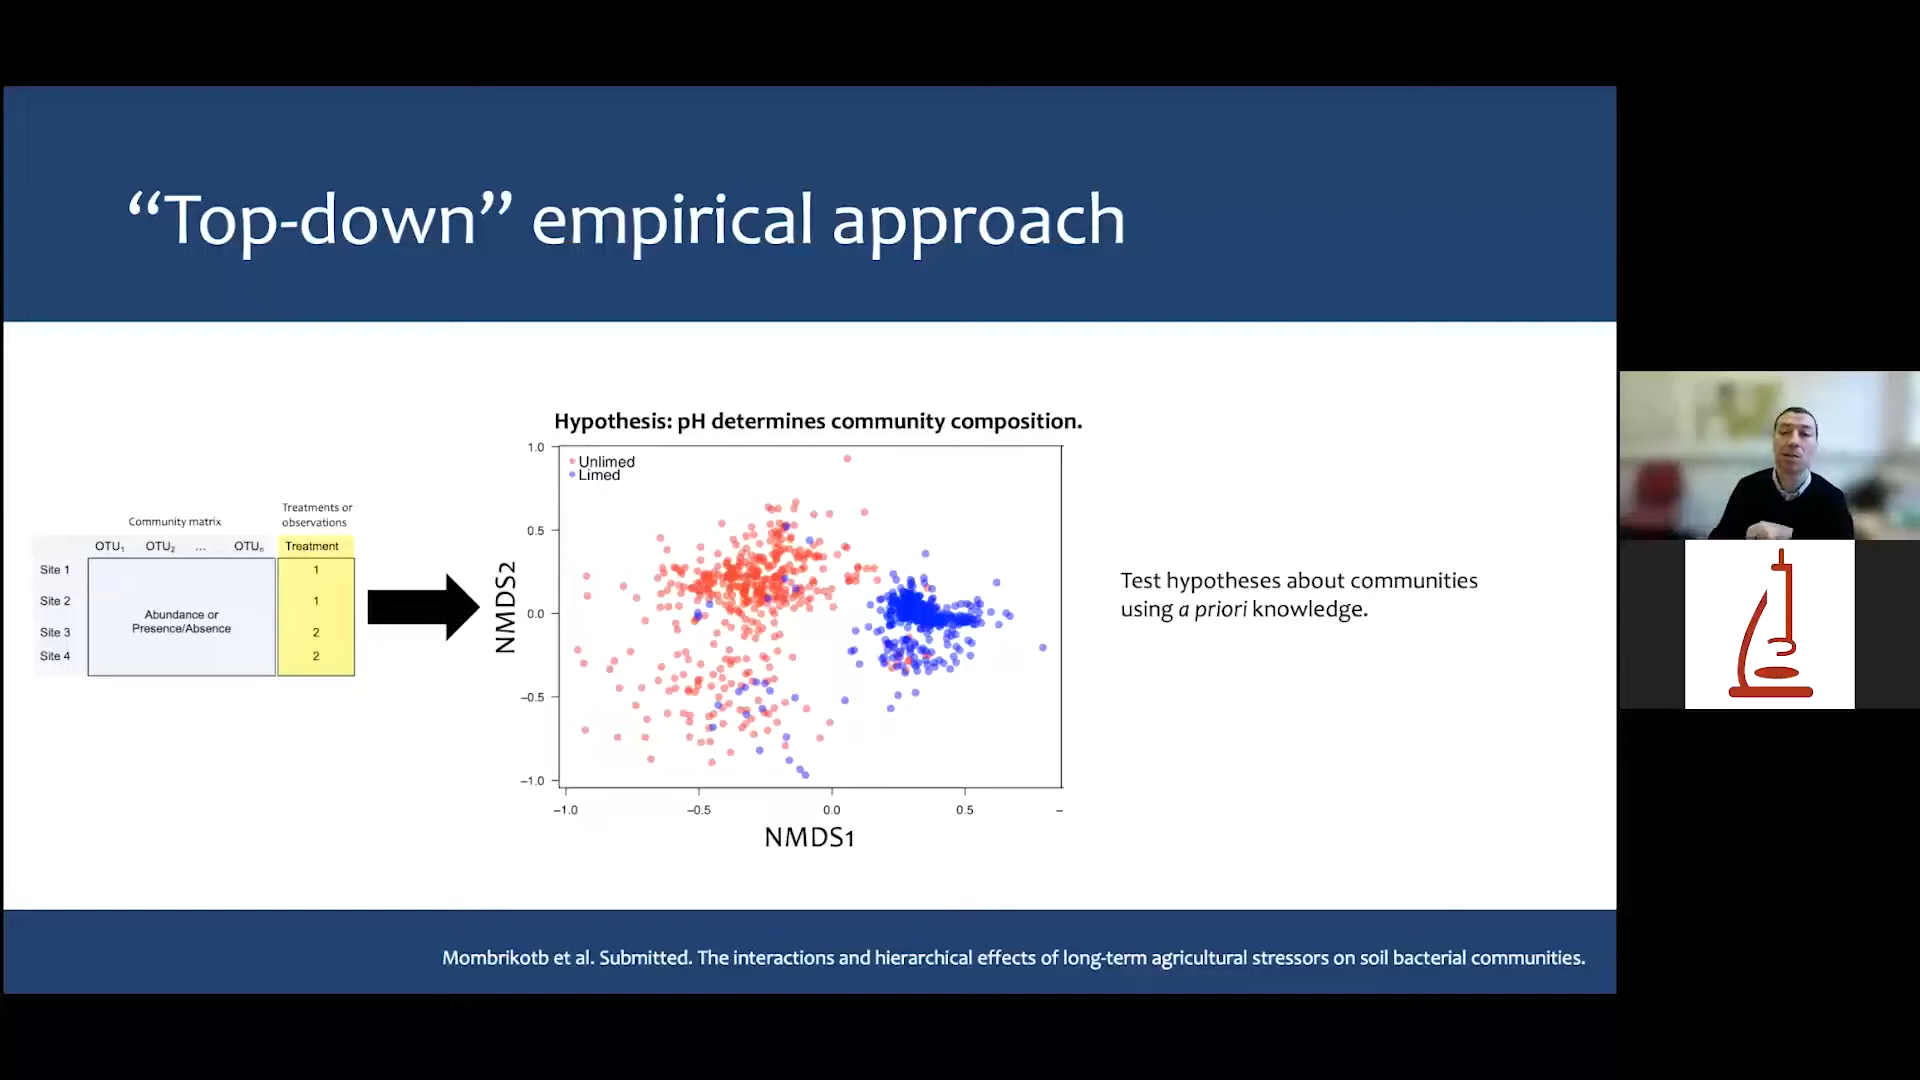 “Top-down” empirical approach
Hypothesis: pH determines community composition.
Community matrix
Treatments or
observations
OTU₁ OTU₂ ... OTUₙ Treatment
Site 1
Site 2
Site 3
Site 4
Abundance or
Presence/Absence
1
1
2
2
NMDS2
1.0
0.5
0.0
−0.5
−1.0
Unlimed
Limed
−1.0 −0.5 0.0 0.5 −
NMDS1
Test hypotheses about communities
using a priori knowledge.
Mombrikotb et al. Submitted. The interactions and hierarchical effects of long-term agricultural stressors on soil bacterial communities.